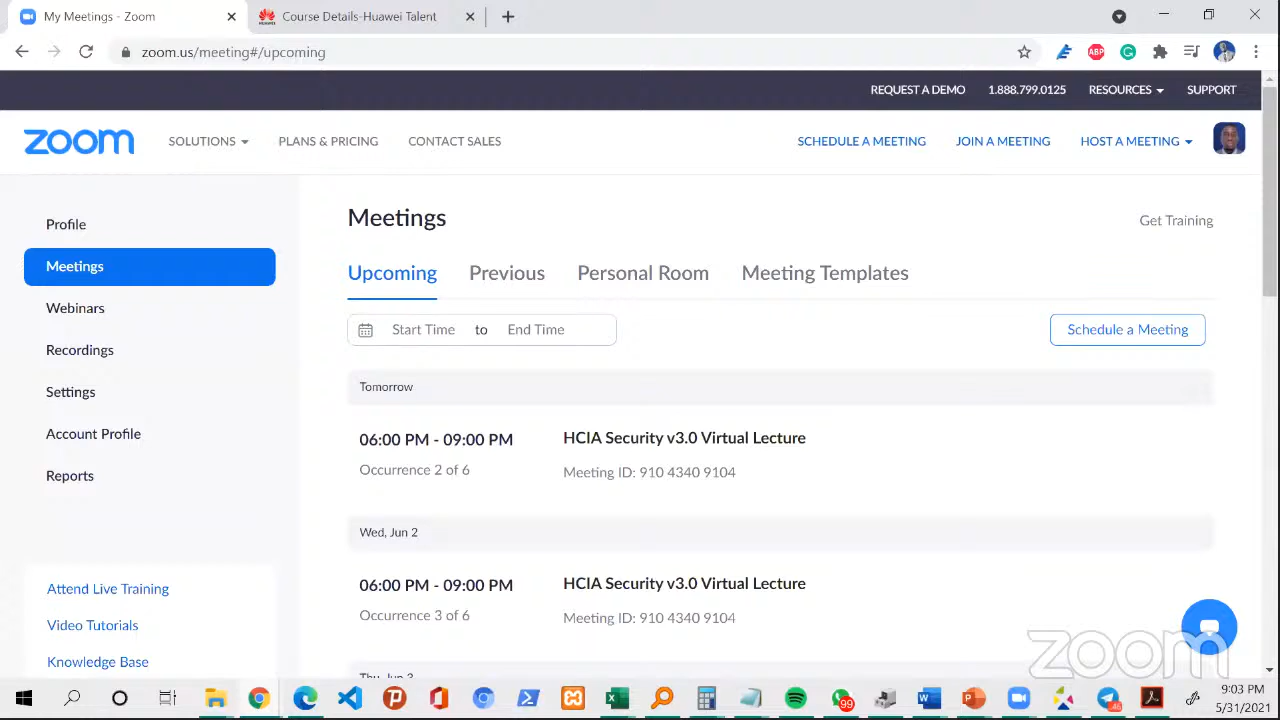 My Meetings - Zoom
Course Details-Huawei Talent
zoom.us/meeting#/upcoming
ABP
REQUEST A DEMO 1.888.799.0125 RESOURCES SUPPORT
zoom SOLUTIONS PLANS & PRICING CONTACT SALES SCHEDULE A MEETING JOIN A MEETING HOST A MEETING
Profile
Meetings
Webinars
Recordings
Settings
Account Profile
Reports
Attend Live Training
Video Tutorials
Knowledge Base
Meetings
Get Training
Upcoming Previous Personal Room Meeting Templates
Start Time to End Time
Schedule a Meeting
Tomorrow
06:00 PM - 09:00 PM HCIA Security v3.0 Virtual Lecture
Occurrence 2 of 6 Meeting ID: 910 4340 9104
Wed, Jun 2
06:00 PM - 09:00 PM HCIA Security v3.0 Virtual Lecture
Occurrence 3 of 6 Meeting ID: 910 4340 9104
Thu, Jun 3
zoom
99
9:03 PM
5/31/2021